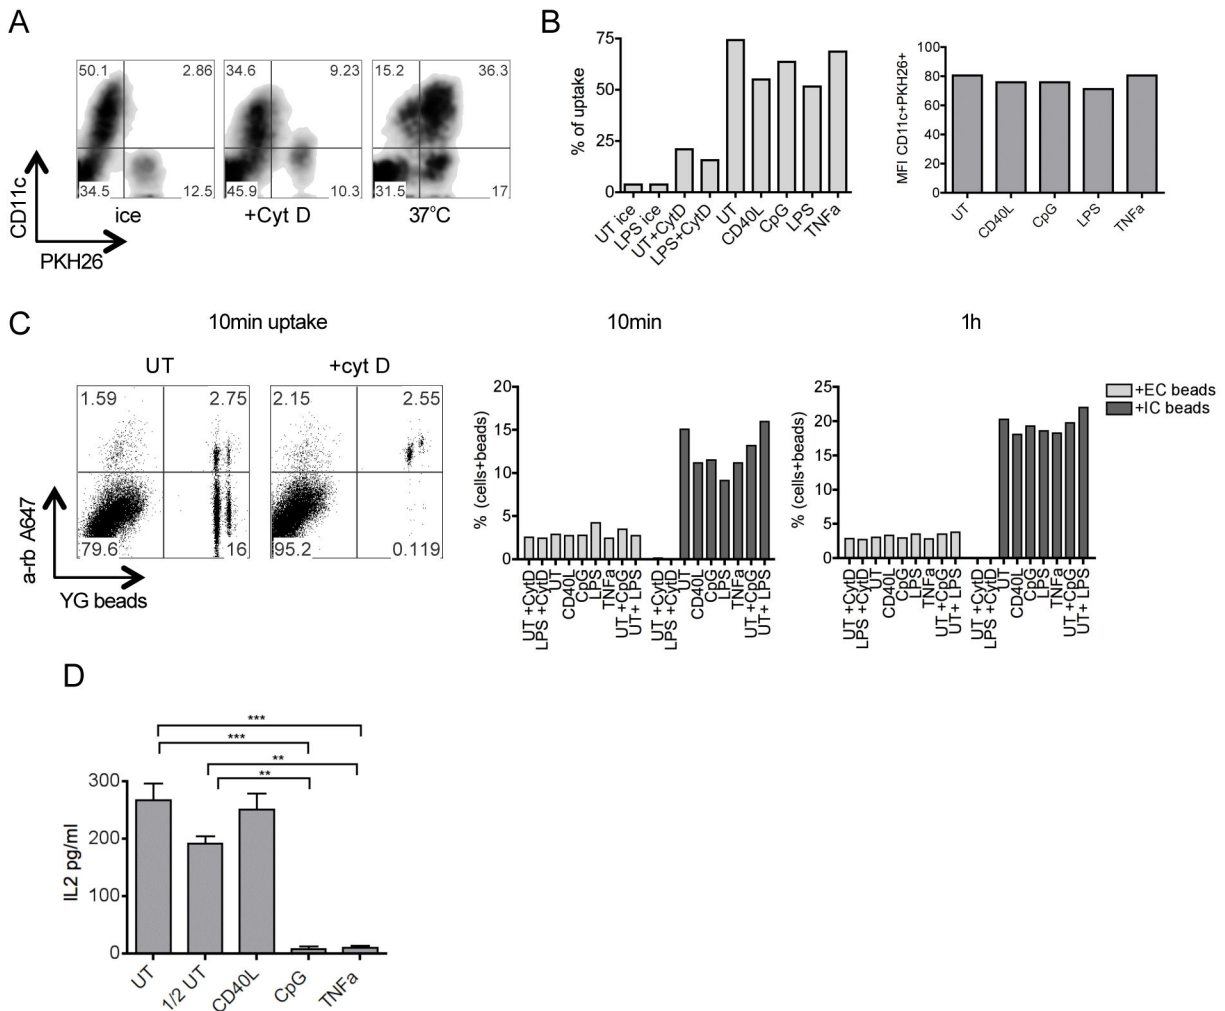 A
50.1 2.86
34.5 12.5
ice
34.6 9.23
45.9 10.3
+Cyt D
15.2 36.3
31.5 17
37°C
CD11c
PKH26
B
% of uptake
75
50
25
0
UT ice
LPS ice
UT+CytD
LPS+CytD
UT
CD40L
CpG
LPS
TNFa
MFI CD11c+PKH26+
100
80
60
40
20
0
UT
CD40L
CpG
LPS
TNFa
C
10min uptake
UT
1.59 2.75
79.6 16
+cyt D
2.15 2.55
95.2 0.119
a-rb A647
YG beads
10min
% (cells+beads)
20
15
10
5
0
UT +CytD
LPS +CytD
UT
CD40L
CpG
LPS
TNFa
UT +CpG
UT+ LPS
UT +CytD
LPS +CytD
UT
CD40L
CpG
LPS
TNFa
UT +CpG
UT+ LPS
1h
% (cells+beads)
25
20
15
10
5
0
UT +CytD
LPS +CytD
UT
CD40L
CpG
LPS
TNFa
UT +CpG
UT+ LPS
UT +CytD
LPS +CytD
UT
CD40L
CpG
LPS
TNFa
UT +CpG
UT+ LPS
+EC beads
+IC beads
D
***
***
**
**
IL2 pg/ml
300
200
100
0
UT
1/2 UT
CD40L
CpG
TNFa